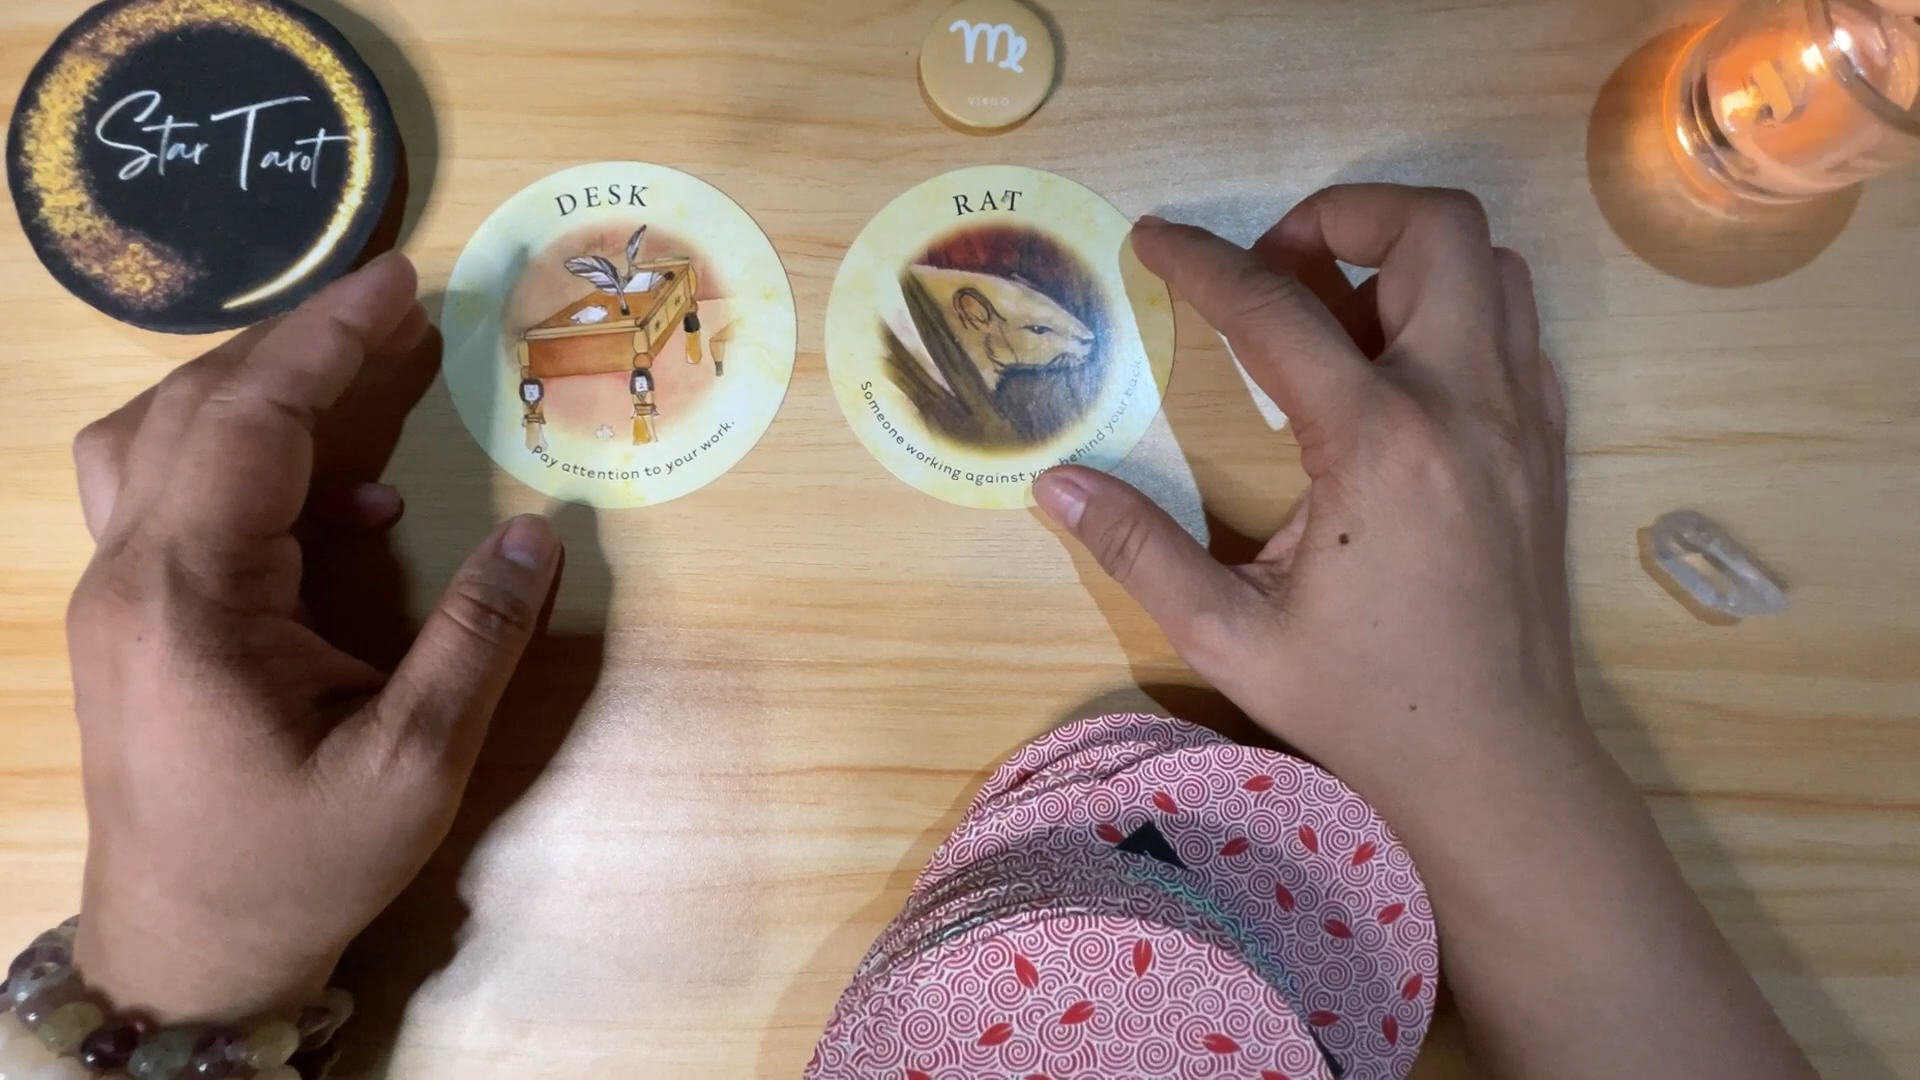 Star Tarot
VIRGO
DESK
Pay attention to your work.
RAT
Someone working against you behind your back.